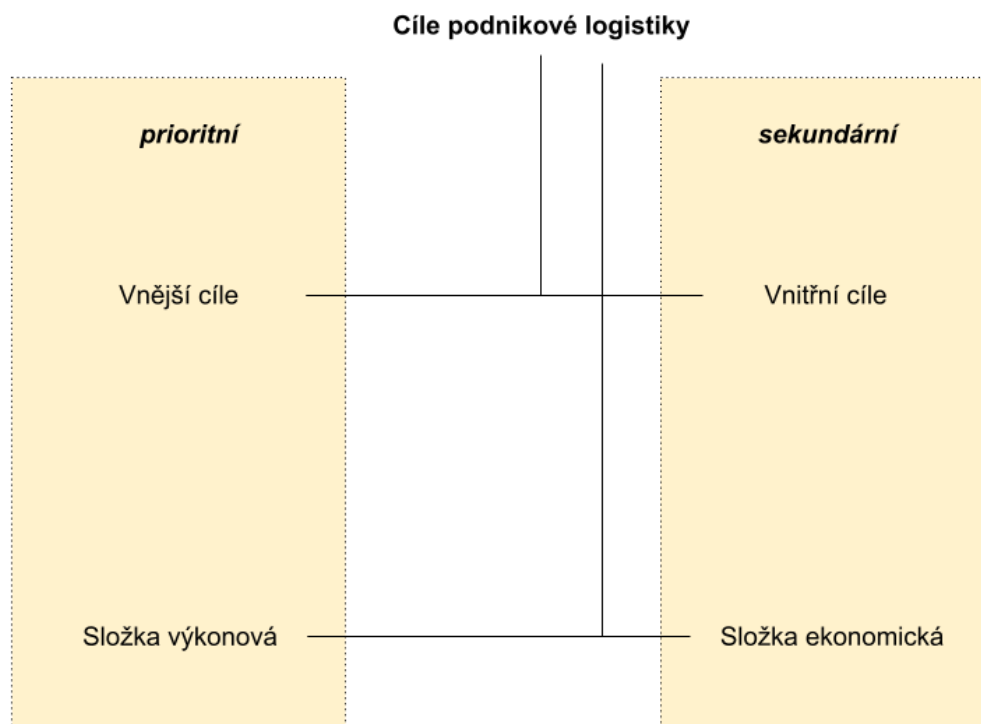 Cíle podnikové logistiky
prioritní
sekundární
Vnější cíle
Vnitřní cíle
Složka výkonová
Složka ekonomická